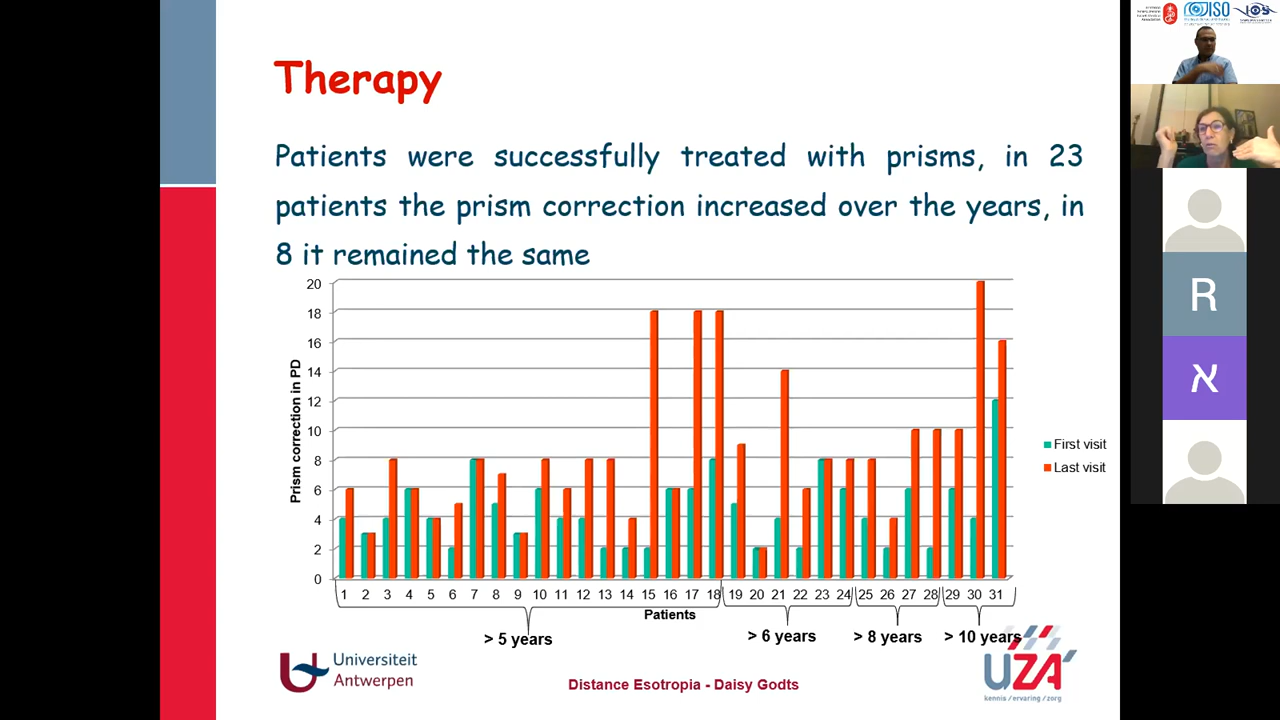 ISO
IOS
Therapy
Patients were successfully treated with prisms, in 23
patients the prism correction increased over the years, in
8 it remained the same
20
18
16
14
12
10
8
6
4
2
0
Prism correction in PD
First visit
Last visit
1 2 3 4 5 6 7 8 9 10 11 12 13 14 15 16 17 18 19 20 21 22 23 24 25 26 27 28 29 30 31
Patients
> 5 years
> 6 years
> 8 years
> 10 years
Universiteit
Antwerpen
Distance Esotropia - Daisy Godts
UZA
kennis / ervaring / zorg
R
א